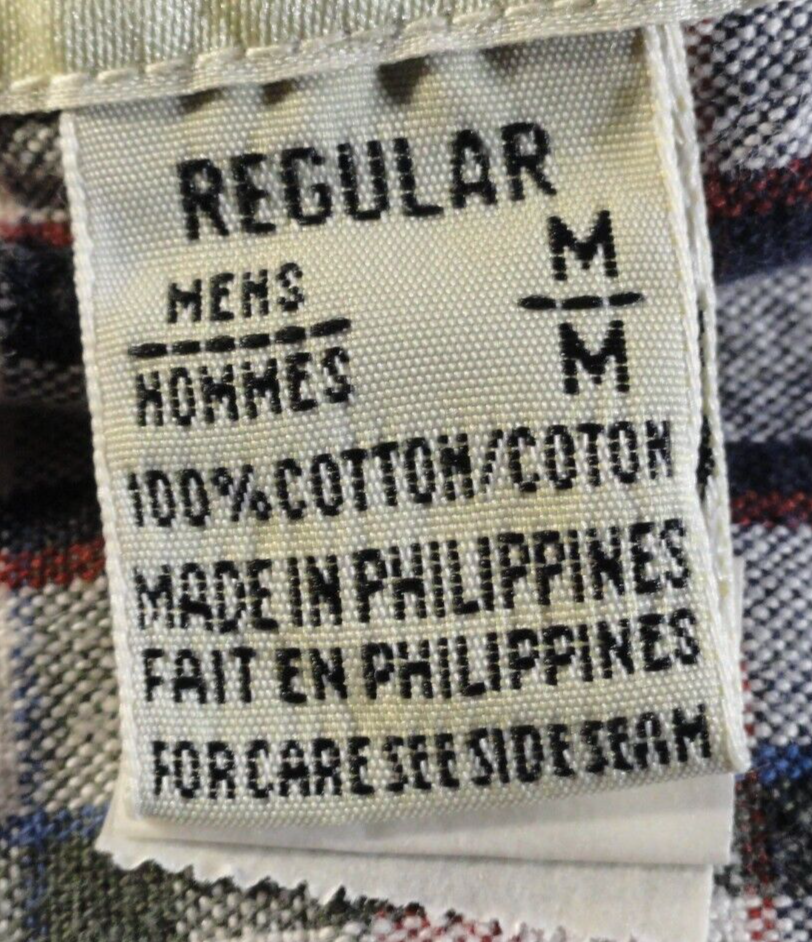 REGULAR
MENS
HOMMES
M
M
100% COTTON/COTON
MADE IN PHILIPPINES
FAIT EN PHILIPPINES
FOR CARE SEE SIDE SEAM